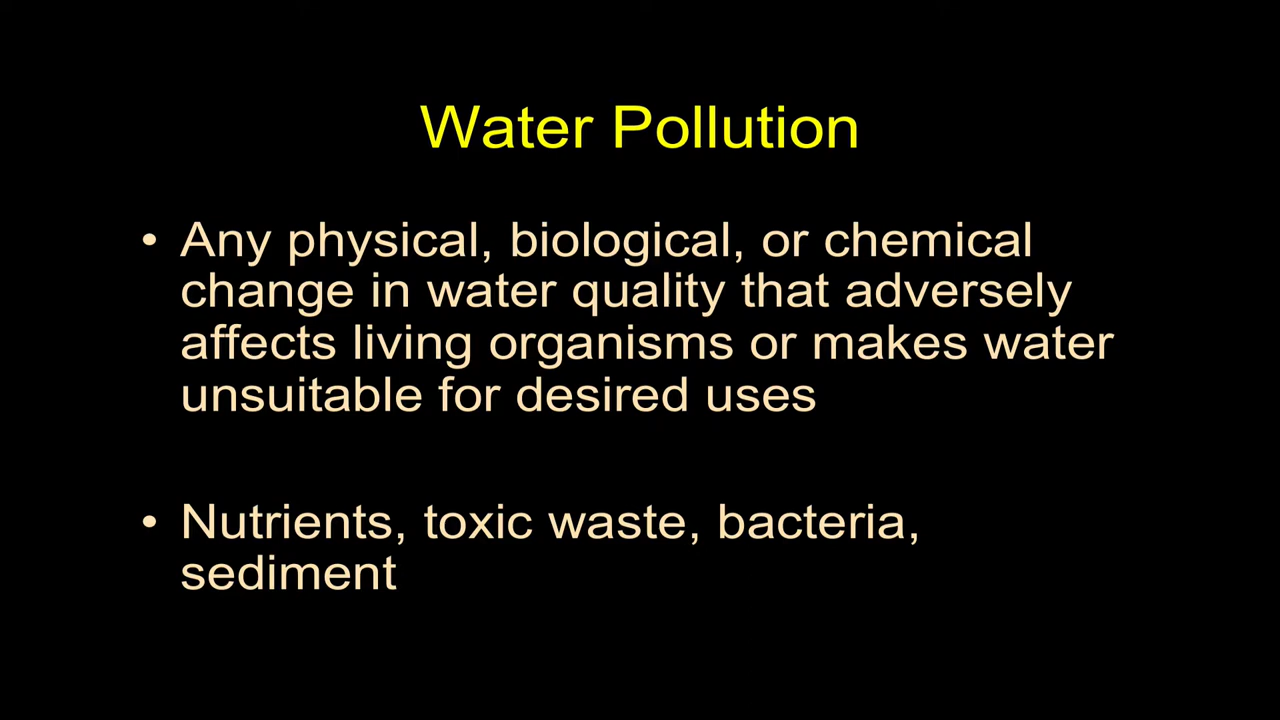 Water Pollution
• Any physical, biological, or chemical
change in water quality that adversely
affects living organisms or makes water
unsuitable for desired uses
• Nutrients, toxic waste, bacteria,
sediment